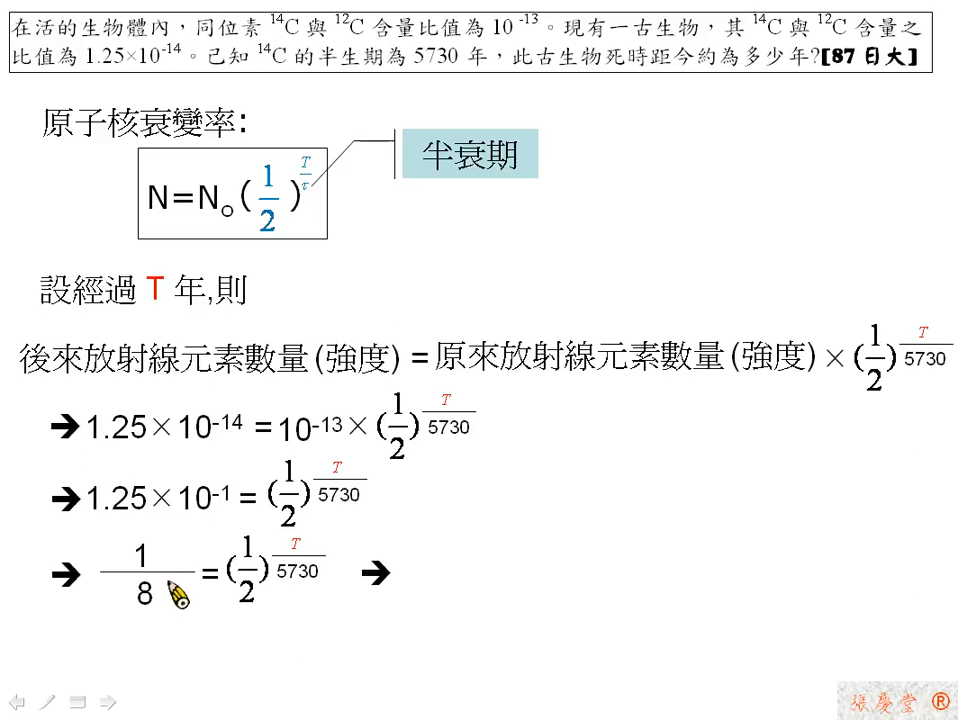 在活的生物體內，同位素 ¹⁴C 與 ¹²C 含量比值為 10⁻¹³。現有一古生物，其 ¹⁴C 與 ¹²C 含量之
比值為 1.25×10⁻¹⁴。已知 ¹⁴C 的半生期為 5730 年，此古生物死時距今約為多少年?[87 日大]
原子核衰變率:
半衰期
N=N₀(1/2)^(T/τ)
設經過 T 年,則
後來放射線元素數量(強度) = 原來放射線元素數量(強度) × (1/2)^(T/5730)
➔ 1.25×10⁻¹⁴ = 10⁻¹³ × (1/2)^(T/5730)
➔ 1.25×10⁻¹ = (1/2)^(T/5730)
➔ 1/8 = (1/2)^(T/5730) ➔
張慶堂 ®